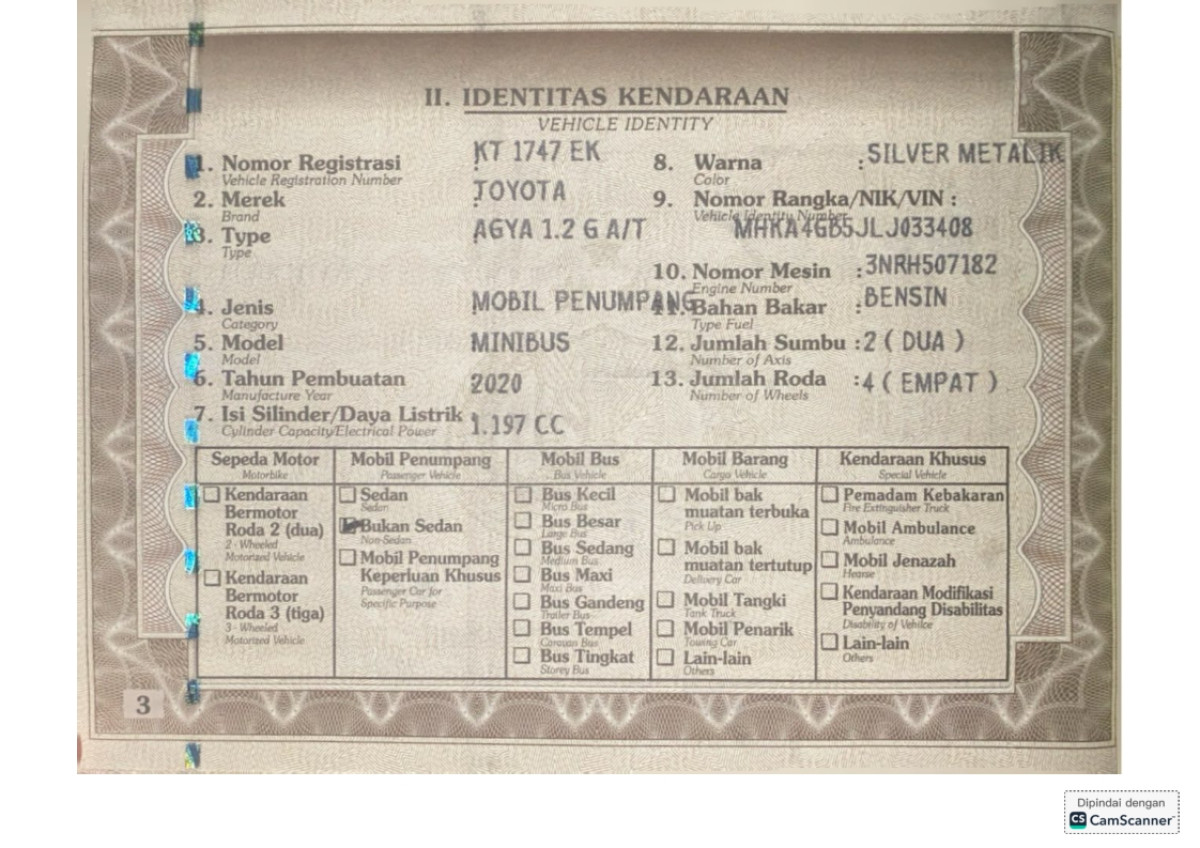 II. IDENTITAS KENDARAAN
VEHICLE IDENTITY
1. Nomor Registrasi : KT 1747 EK
Vehicle Registration Number
2. Merek : TOYOTA
Brand
3. Type : AGYA 1.2 G A/T
Type
4. Jenis : MOBIL PENUMPANG
Category
5. Model MINIBUS
Model
6. Tahun Pembuatan 2020
Manufacture Year
7. Isi Silinder/Daya Listrik : 1.197 CC
Cylinder Capacity/Electrical Power
8. Warna : SILVER METALIK
Color
9. Nomor Rangka/NIK/VIN :
Vehicle Identity Number
MHKA4GB5JLJ033408
10. Nomor Mesin : 3NRH507182
Engine Number
11. Bahan Bakar : BENSIN
Type Fuel
12. Jumlah Sumbu : 2 ( DUA )
Number of Axis
13. Jumlah Roda : 4 ( EMPAT )
Number of Wheels
Sepeda Motor
Motorbike
Kendaraan
Bermotor
Roda 2 (dua)
2 - Wheeled
Motorized Vehicle
Kendaraan
Bermotor
Roda 3 (tiga)
3 - Wheeled
Motorized Vehicle
Mobil Penumpang
Passenger Vehicle
Sedan
Sedan
Bukan Sedan
Non-Sedan
Mobil Penumpang
Keperluan Khusus
Passenger Car for
Specific Purpose
Mobil Bus
Bus Vehicle
Bus Kecil
Micro Bus
Bus Besar
Large Bus
Bus Sedang
Medium Bus
Bus Maxi
Maxi Bus
Bus Gandeng
Trailer Bus
Bus Tempel
Caravan Bus
Bus Tingkat
Storey Bus
Mobil Barang
Cargo Vehicle
Mobil bak
muatan terbuka
Pick Up
Mobil bak
muatan tertutup
Delivery Car
Mobil Tangki
Tank Truck
Mobil Penarik
Towing Car
Lain-lain
Others
Kendaraan Khusus
Special Vehicle
Pemadam Kebakaran
Fire Extinguisher Truck
Mobil Ambulance
Ambulance
Mobil Jenazah
Hearse
Kendaraan Modifikasi
Penyandang Disabilitas
Disability of Vehilce
Lain-lain
Others
3
Dipindai dengan
CS CamScanner